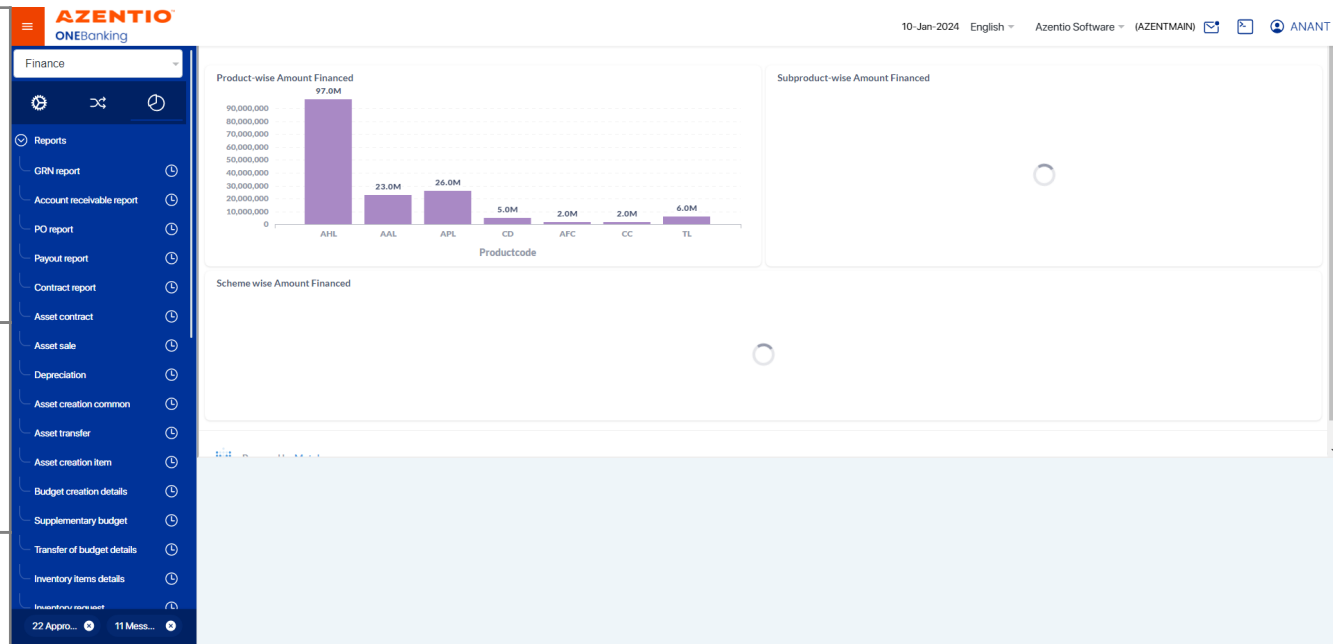 AZENTIO
ONEBanking
10-Jan-2024 English Azentio Software (AZENTMAIN) ANANT
Finance
Reports
GRN report
Account receivable report
PO report
Payout report
Contract report
Asset contract
Asset sale
Depreciation
Asset creation common
Asset transfer
Asset creation item
Budget creation details
Supplementary budget
Transfer of budget details
Inventory items details
Inventory request
22 Appro... 11 Mess...
Product-wise Amount Financed
97.0M
90,000,000
80,000,000
70,000,000
60,000,000
50,000,000
40,000,000
30,000,000
20,000,000
10,000,000
0
23.0M
26.0M
5.0M
2.0M
2.0M
6.0M
AHL AAL APL CD AFC CC TL
Productcode
Subproduct-wise Amount Financed
Scheme wise Amount Financed